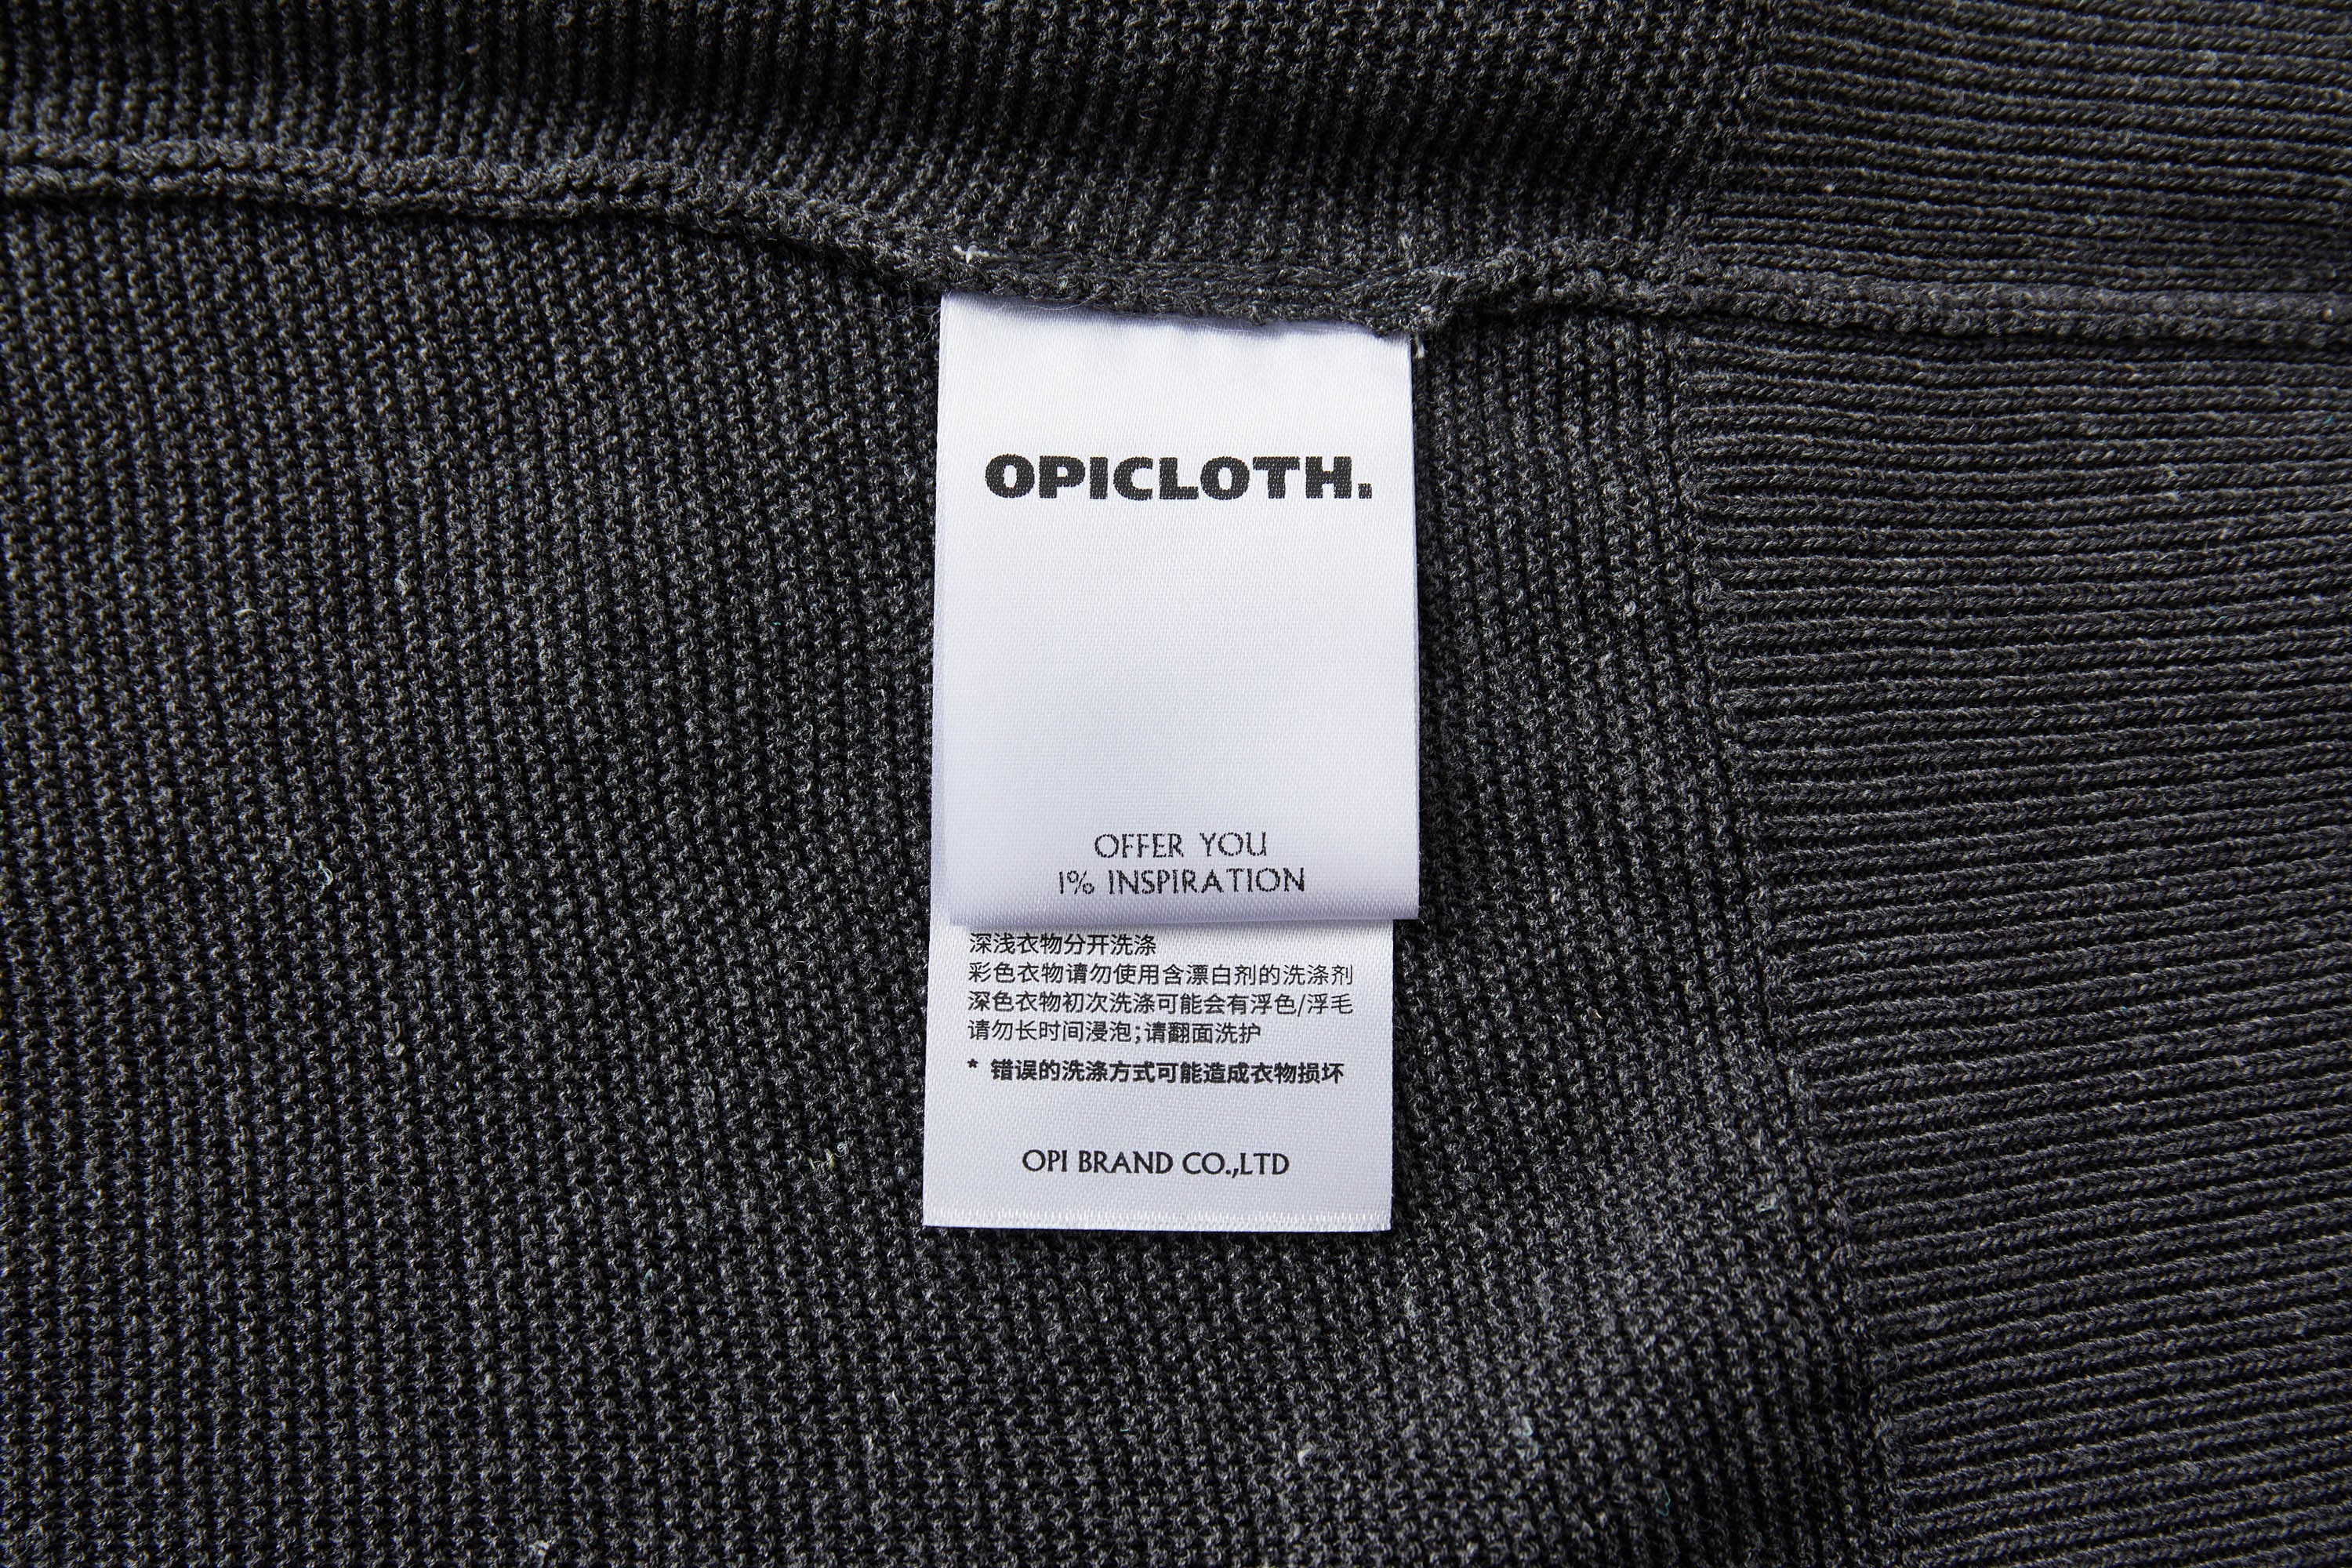 OPICLOTH.
OFFER YOU
1% INSPIRATION
深浅衣物分开洗涤
彩色衣物请勿使用含漂白剂的洗涤剂
深色衣物初次洗涤可能会有浮色/浮毛
请勿长时间浸泡;请翻面洗护
* 错误的洗涤方式可能造成衣物损坏
OPI BRAND CO.,LTD